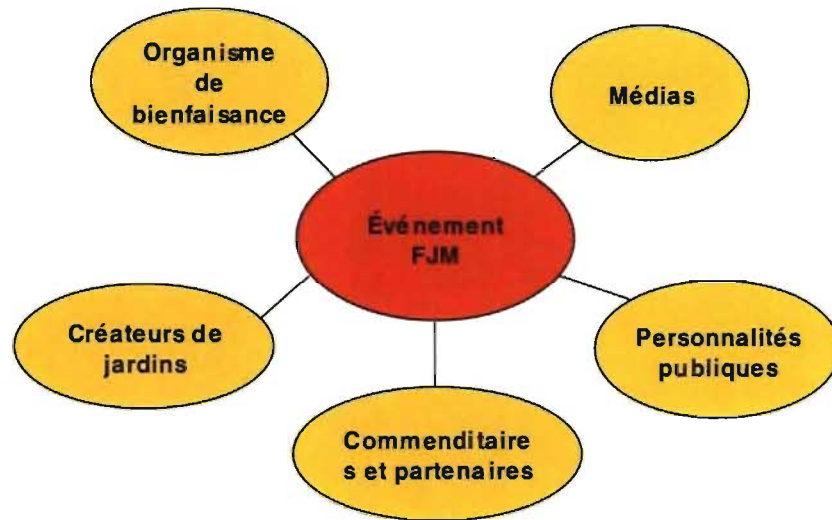 Organisme
de
bienfaisance
Médias
Événement
FJM
Créateurs de
jardins
Personnalités
publiques
Commenditaire
s et partenaires